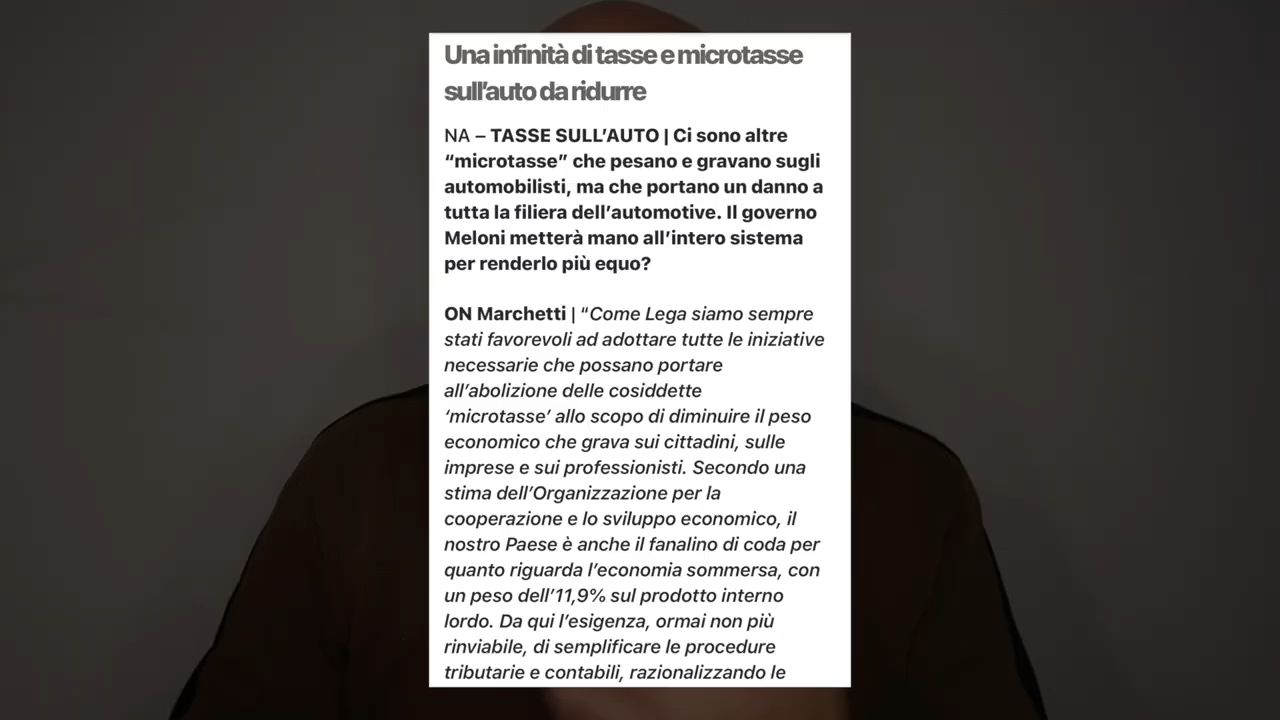 Una infinità di tasse e microtasse
sull’auto da ridurre
NA – TASSE SULL’AUTO | Ci sono altre
“microtasse” che pesano e gravano sugli
automobilisti, ma che portano un danno a
tutta la filiera dell’automotive. Il governo
Meloni metterà mano all’intero sistema
per renderlo più equo?
ON Marchetti | “Come Lega siamo sempre
stati favorevoli ad adottare tutte le iniziative
necessarie che possano portare
all’abolizione delle cosiddette
‘microtasse’ allo scopo di diminuire il peso
economico che grava sui cittadini, sulle
imprese e sui professionisti. Secondo una
stima dell’Organizzazione per la
cooperazione e lo sviluppo economico, il
nostro Paese è anche il fanalino di coda per
quanto riguarda l’economia sommersa, con
un peso dell’11,9% sul prodotto interno
lordo. Da qui l’esigenza, ormai non più
rinviabile, di semplificare le procedure
tributarie e contabili, razionalizzando le